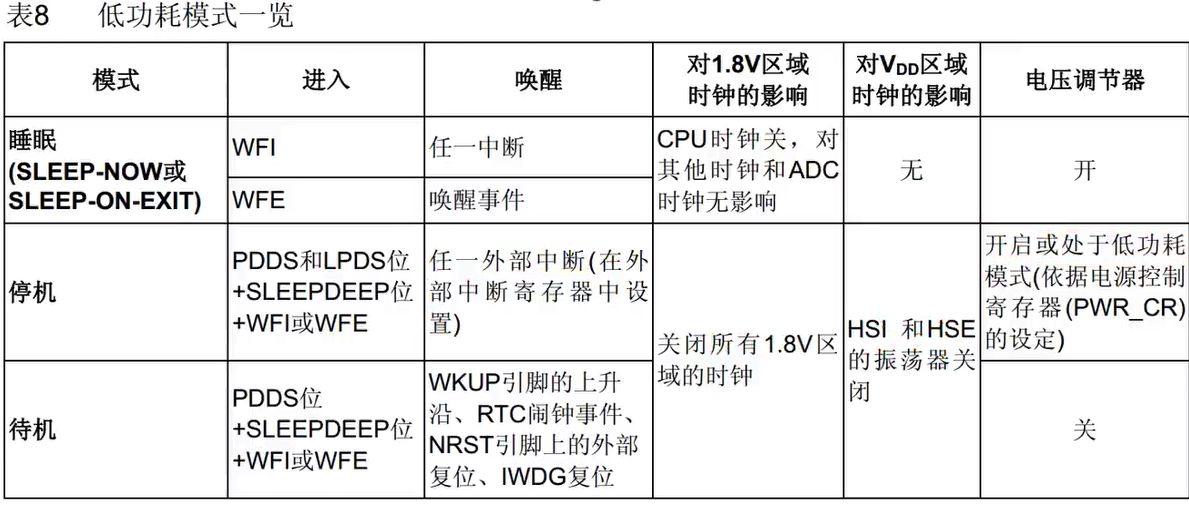 表8 低功耗模式一览
模式 进入 唤醒 对1.8V区域时钟的影响 对VDD区域时钟的影响 电压调节器
睡眠
(SLEEP-NOW或
SLEEP-ON-EXIT)
WFI
任一中断
WFE
唤醒事件
CPU时钟关，对
其他时钟和ADC
时钟无影响
无
开
停机
PDDS和LPDS位
+SLEEPDEEP位
+WFI或WFE
任一外部中断(在外
部中断寄存器中设
置)
关闭所有1.8V区
域的时钟
HSI 和HSE
的振荡器关
闭
开启或处于低功耗
模式(依据电源控制
寄存器(PWR_CR)
的设定)
待机
PDDS位
+SLEEPDEEP位
+WFI或WFE
WKUP引脚的上升
沿、RTC闹钟事件、
NRST引脚上的外部
复位、IWDG复位
关